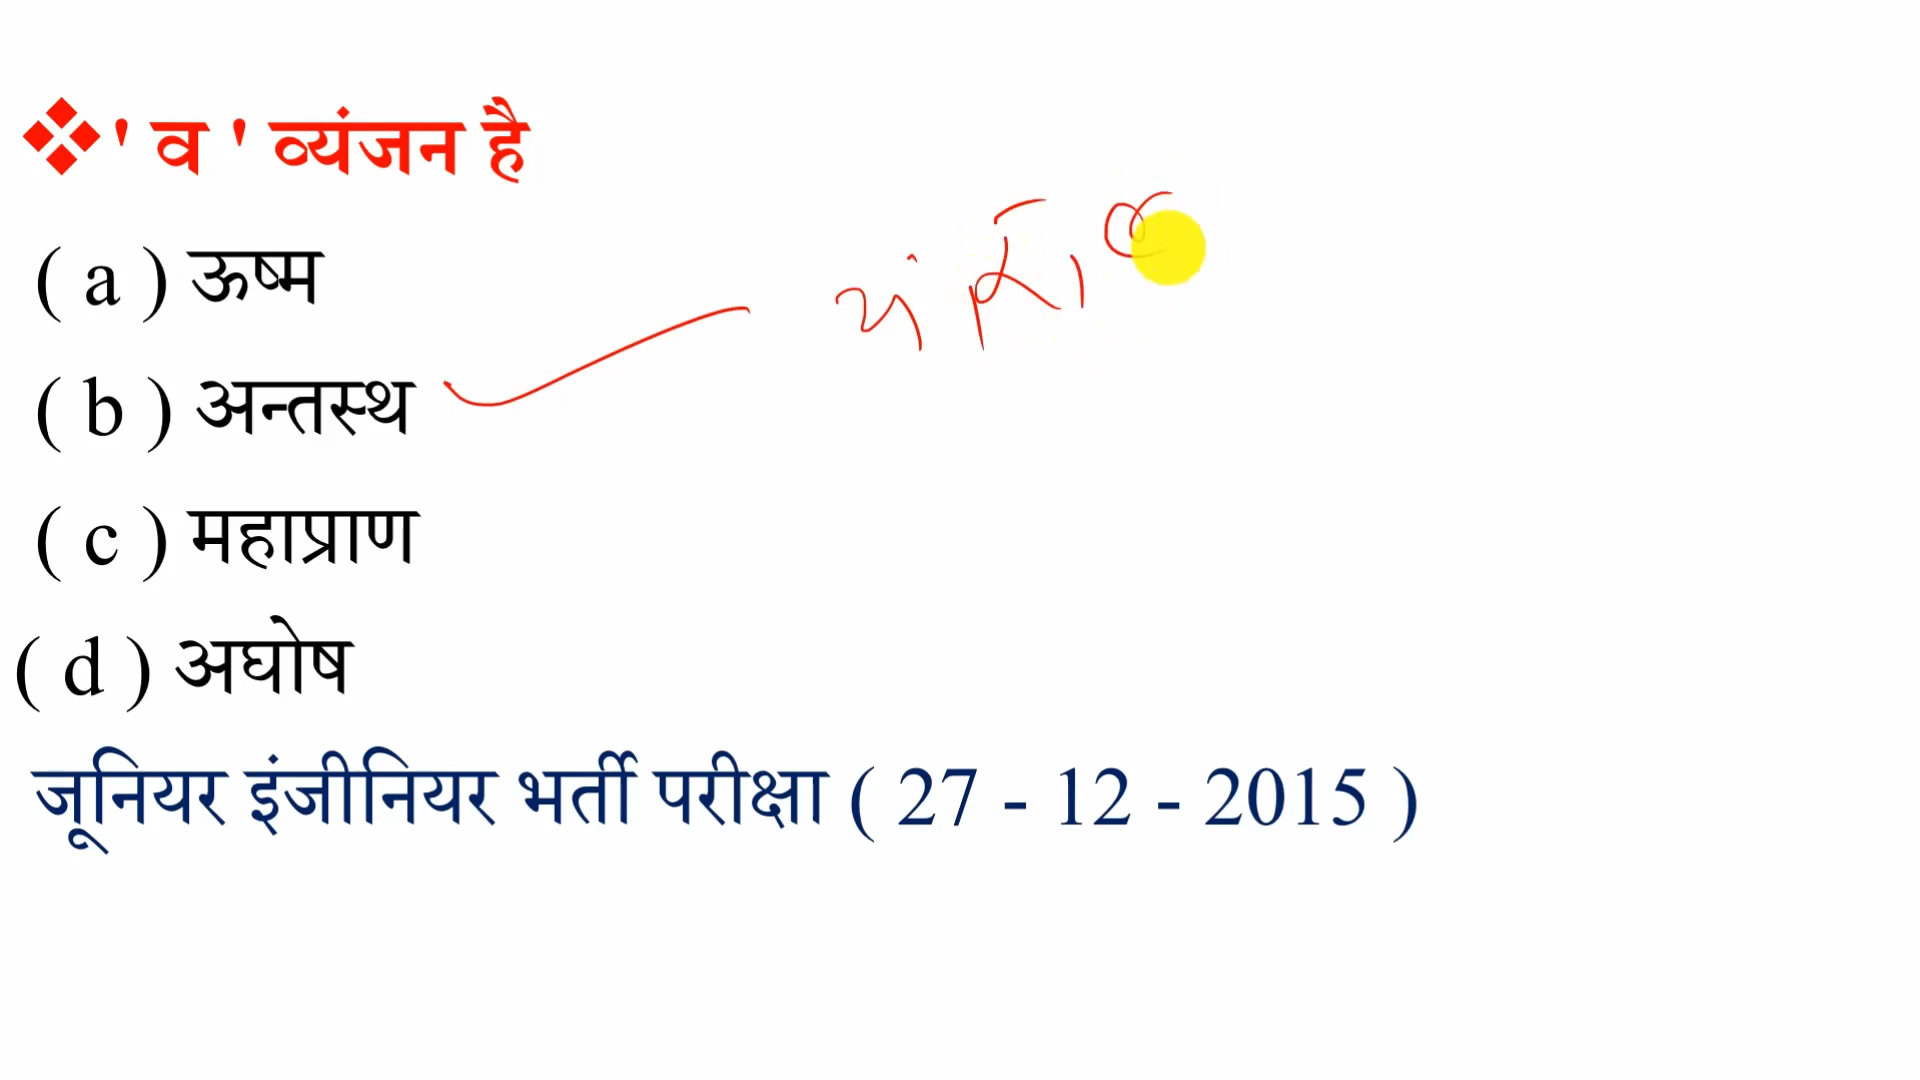 ❖' व ' व्यंजन है
( a ) ऊष्म
( b ) अन्तस्थ
( c ) महाप्राण
( d ) अघोष
जूनियर इंजीनियर भर्ती परीक्षा ( 27 - 12 - 2015 )